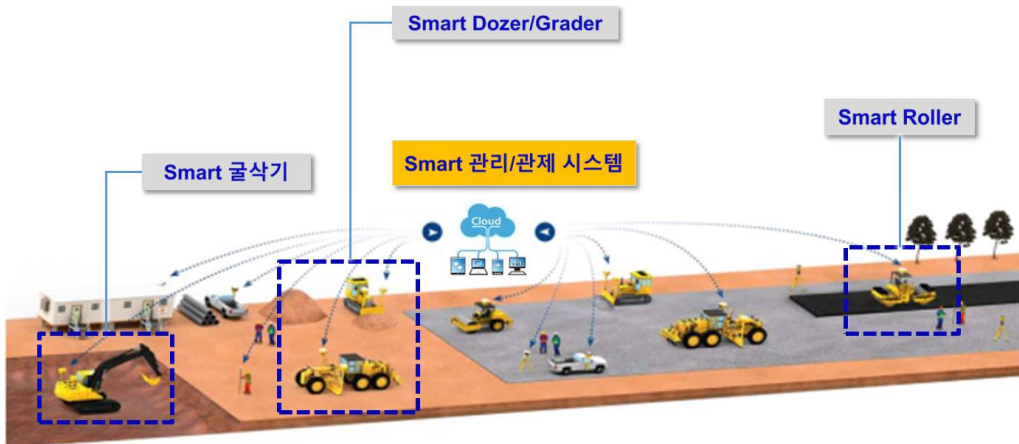 Smart Dozer/Grader
Smart Roller
Smart 관리/관제 시스템
Smart 굴삭기
Cloud